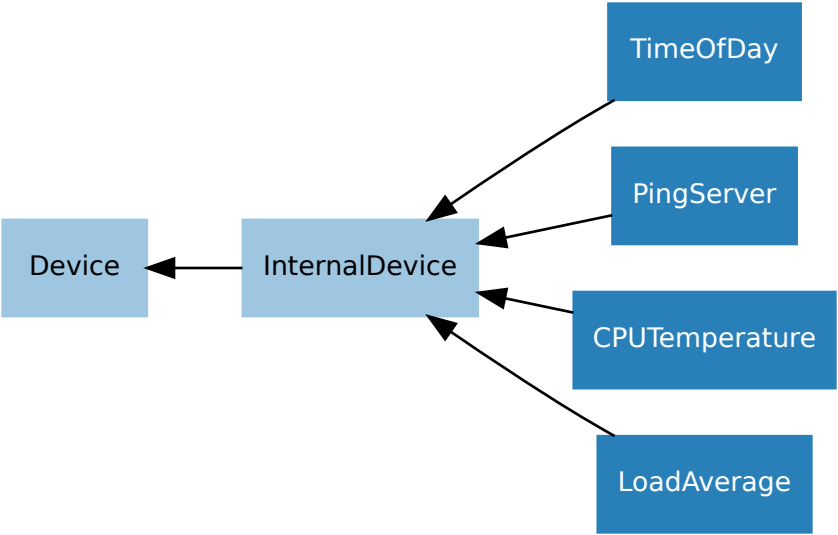 Device
InternalDevice
TimeOfDay
PingServer
CPUTemperature
LoadAverage